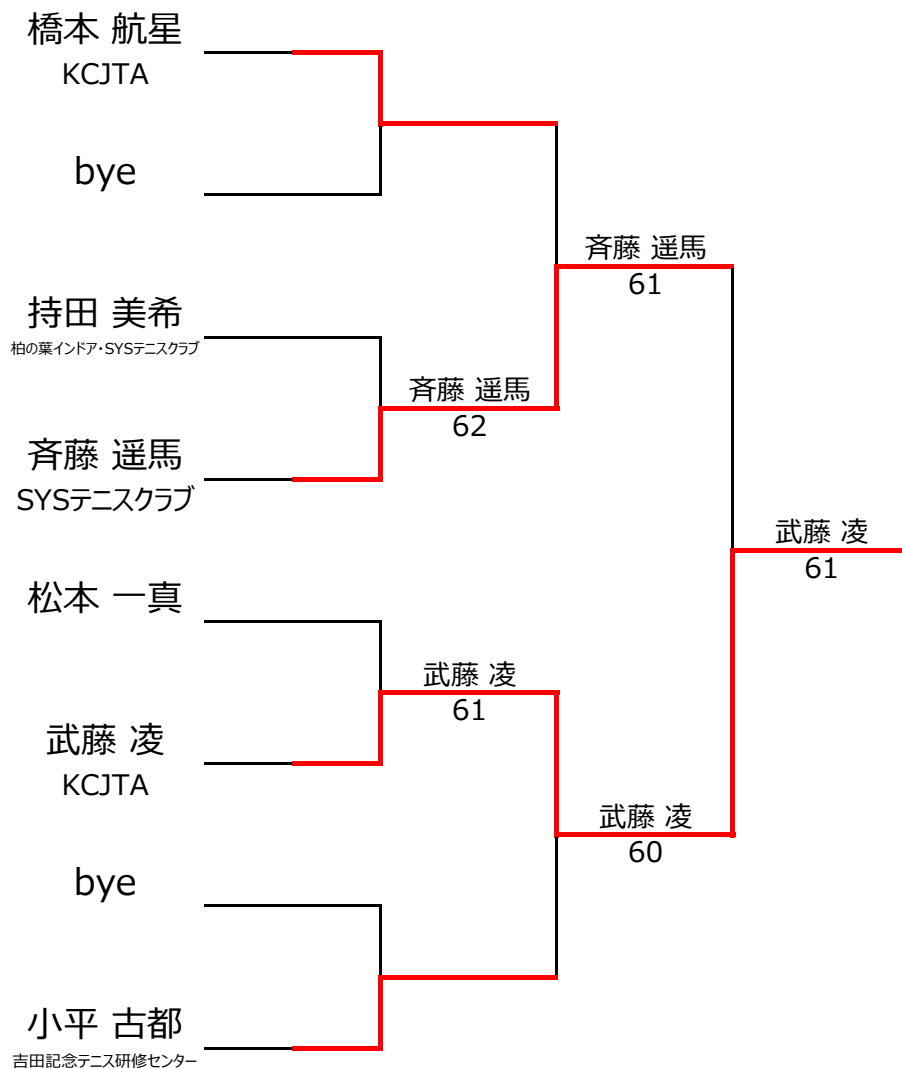 橋本 航星
KCJTA
bye
持田 美希
柏の葉インドア・SYSテニスクラブ
斉藤 遥馬
SYSテニスクラブ
松本 一真
武藤 凌
KCJTA
bye
小平 古都
吉田記念テニス研修センター
斉藤 遥馬
62
武藤 凌
61
斉藤 遥馬
61
武藤 凌
60
武藤 凌
61